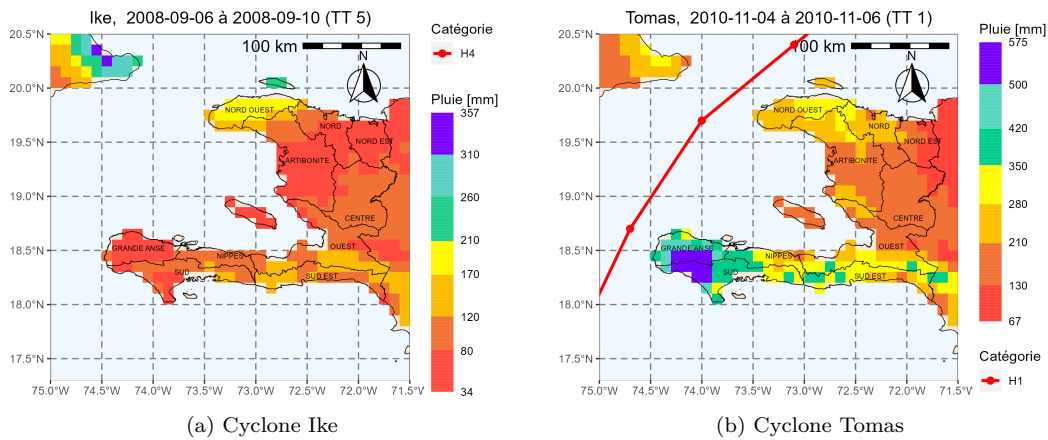 Ike, 2008-09-06 à 2008-09-10 (TT 5)
20.5°N
20.0°N
19.5°N
19.0°N
18.5°N
18.0°N
17.5°N
100 km
N
NORD OUEST
NORD
NORD EST
ARTIBONITE
CENTRE
OUEST
GRANDE ANSE
NIPPES
SUD
SUD EST
75.0°W 74.5°W 74.0°W 73.5°W 73.0°W 72.5°W 72.0°W 71.5°W
Catégorie
H4
Pluie [mm]
357
310
260
210
170
120
80
34
(a) Cyclone Ike
Tomas, 2010-11-04 à 2010-11-06 (TT 1)
20.5°N
20.0°N
19.5°N
19.0°N
18.5°N
18.0°N
17.5°N
100 km
N
NORD OUEST
NORD
NORD EST
ARTIBONITE
CENTRE
OUEST
GRANDE ANSE
NIPPES
SUD
SUD EST
75.0°W 74.5°W 74.0°W 73.5°W 73.0°W 72.5°W 72.0°W 71.5°W
Pluie [mm]
575
500
420
350
280
210
130
67
Catégorie
H1
(b) Cyclone Tomas